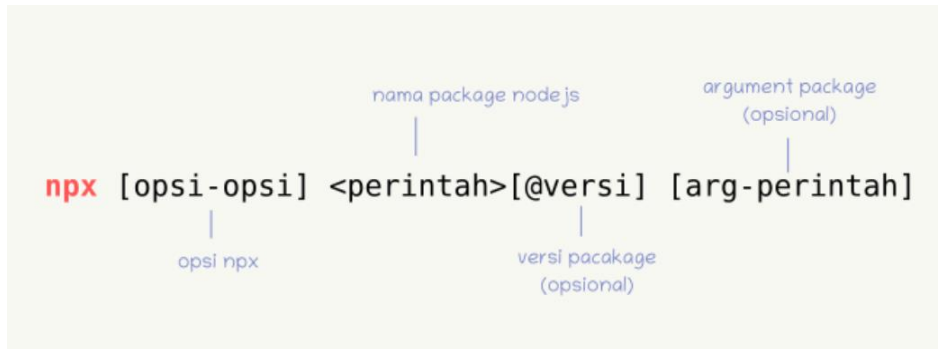 nama package nodejs
argument package
(opsional)
npx [opsi-opsi] <perintah>[@versi] [arg-perintah]
opsi npx
versi pacakage
(opsional)